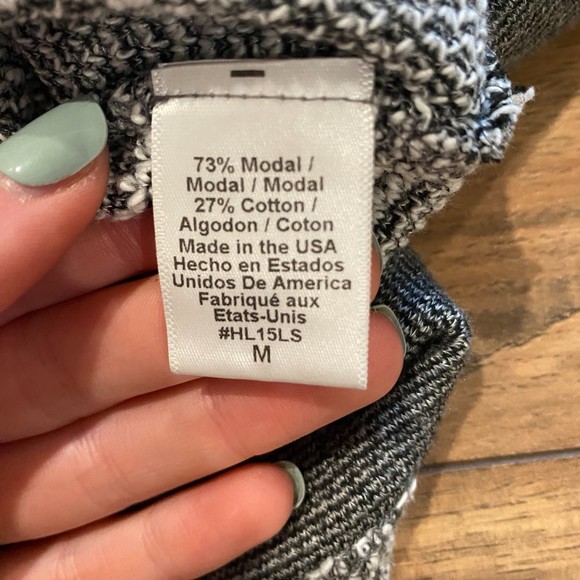 73% Modal /
Modal / Modal
27% Cotton /
Algodon / Coton
Made in the USA
Hecho en Estados
Unidos De America
Fabriqué aux
Etats-Unis
#HL15LS
M